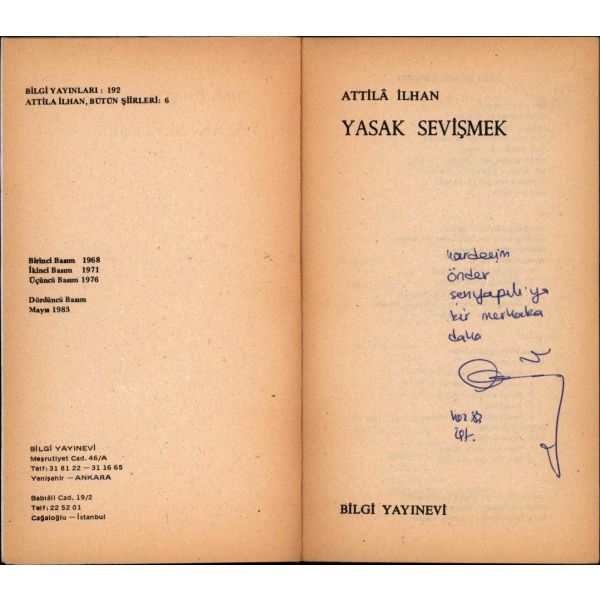 BİLGİ YAYINLARI : 192
ATTİLA İLHAN, BÜTÜN ŞİİRLERİ: 6
Birinci Basım 1968
İkinci Basım 1971
Üçüncü Basım 1976
Dördüncü Basım
Mayıs 1983
BİLGİ YAYINEVİ
Meşrutiyet Cad. 46/A
Telf: 31 81 22 — 31 16 65
Yenişehir — ANKARA
Babıâli Cad. 19/2
Telf: 22 52 01
Cağaloğlu — İstanbul
ATTİLÂ İLHAN
YASAK SEVİŞMEK
kardeşim
önder
şenyapılı'ya
bir merhaba
daha
ist.
BİLGİ YAYINEVİ